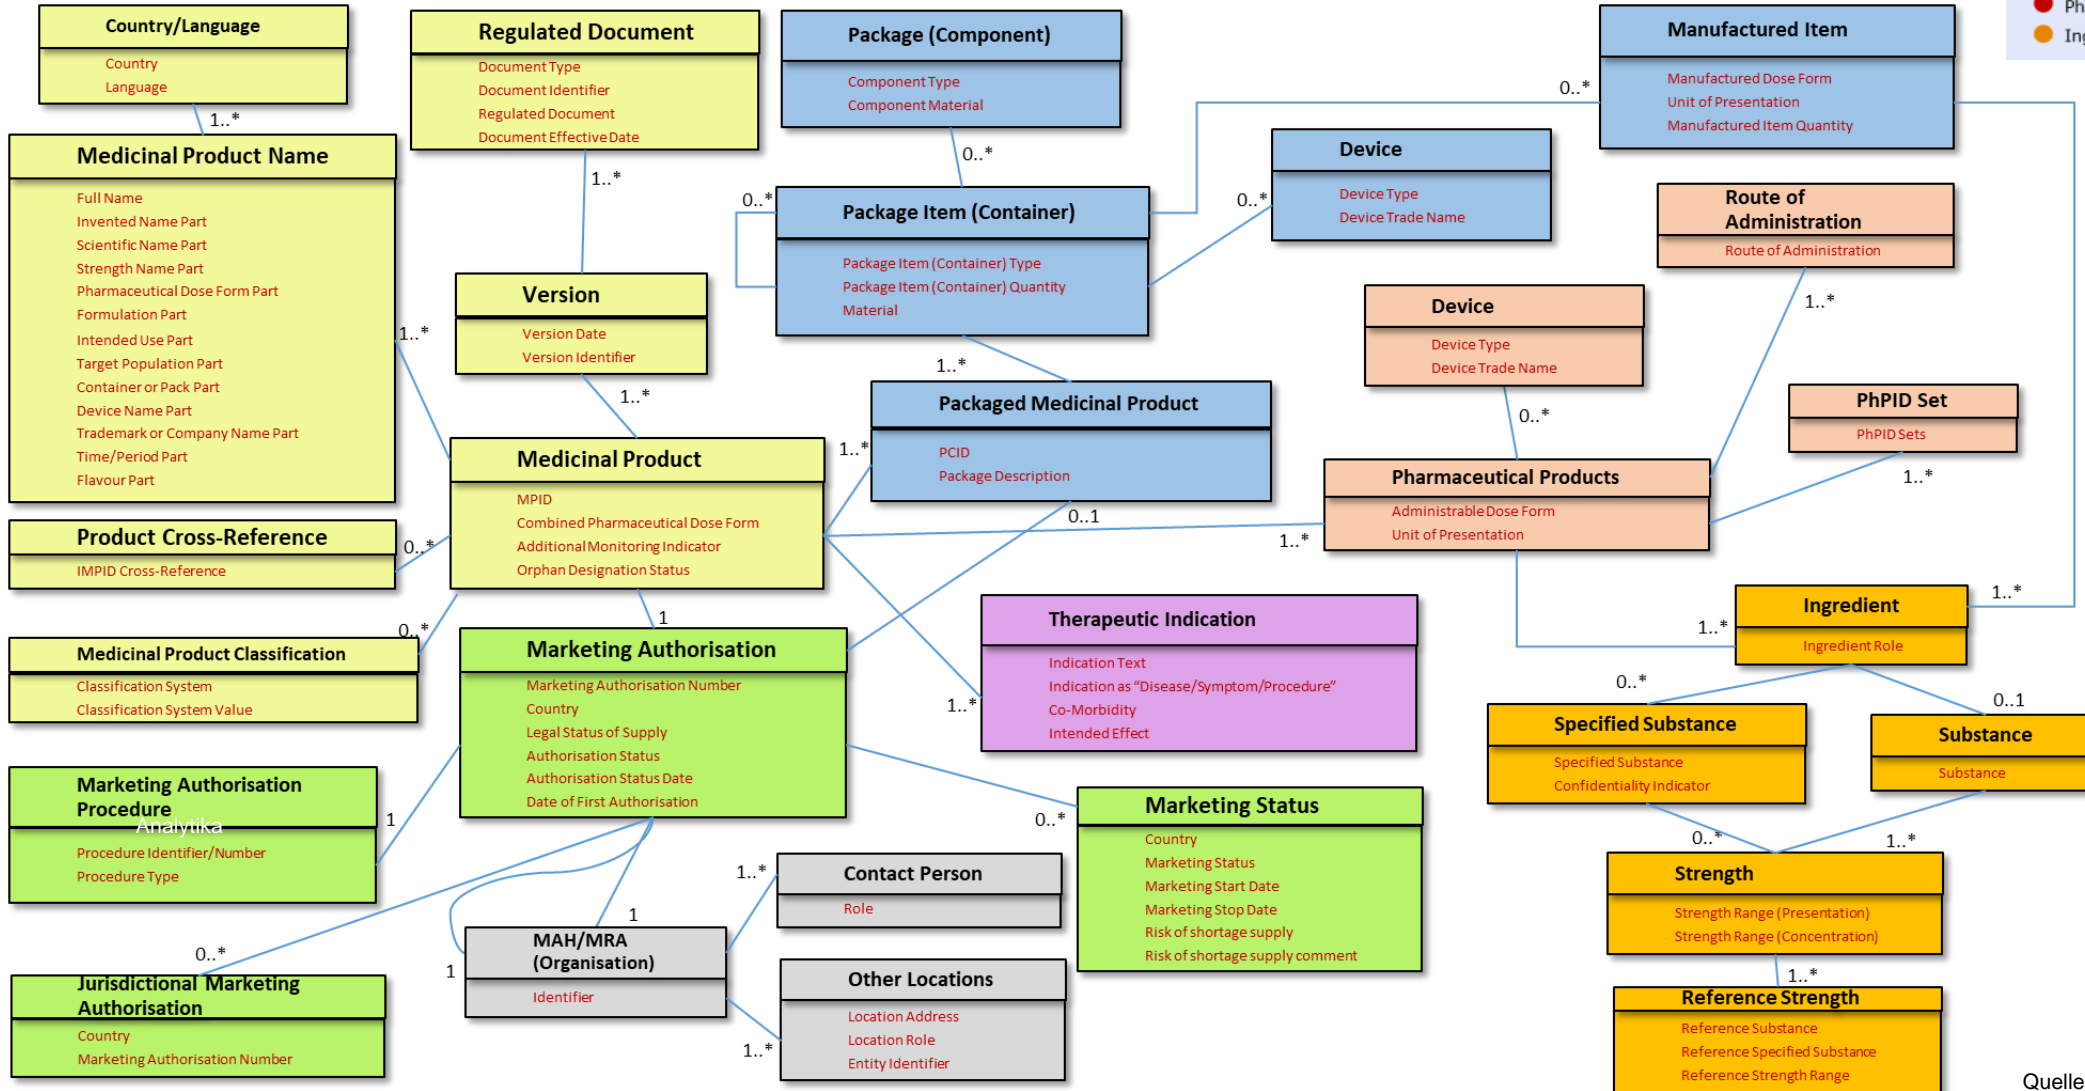 Country/Language
Country
Language
1..*
Medicinal Product Name
Full Name
Invented Name Part
Scientific Name Part
Strength Name Part
Pharmaceutical Dose Form Part
Formulation Part
Intended Use Part
Target Population Part
Container or Pack Part
Device Name Part
Trademark or Company Name Part
Time/Period Part
Flavour Part
1..*
Product Cross-Reference
IMPID Cross-Reference
0..*
Medicinal Product Classification
Classification System
Classification System Value
0..*
Marketing Authorisation
Procedure
Analytika
Procedure Identifier/Number
Procedure Type
1
Jurisdictional Marketing
Authorisation
Country
Marketing Authorisation Number
0..*
Regulated Document
Document Type
Document Identifier
Regulated Document
Document Effective Date
1..*
Version
Version Date
Version Identifier
1..*
Medicinal Product
MPID
Combined Pharmaceutical Dose Form
Additional Monitoring Indicator
Orphan Designation Status
1
Marketing Authorisation
Marketing Authorisation Number
Country
Legal Status of Supply
Authorisation Status
Authorisation Status Date
Date of First Authorisation
1
1
MAH/MRA
(Organisation)
Identifier
1..*
Contact Person
Role
1..*
Other Locations
Location Address
Location Role
Entity Identifier
Package (Component)
Component Type
Component Material
0..*
0..*
Package Item (Container)
Package Item (Container) Type
Package Item (Container) Quantity
Material
1..*
Packaged Medicinal Product
PCID
Package Description
1..*
0..1
Device
Device Type
Device Trade Name
0..*
Manufactured Item
Manufactured Dose Form
Unit of Presentation
Manufactured Item Quantity
0..*
Route of
Administration
Route of Administration
1..*
Device
Device Type
Device Trade Name
0..*
PhPID Set
PhPID Sets
1..*
Pharmaceutical Products
Administrable Dose Form
Unit of Presentation
1..*
Therapeutic Indication
Indication Text
Indication as “Disease/Symptom/Procedure”
Co-Morbidity
Intended Effect
1..*
Marketing Status
Country
Marketing Status
Marketing Start Date
Marketing Stop Date
Risk of shortage supply
Risk of shortage supply comment
0..*
Ingredient
Ingredient Role
1..*
1..*
Specified Substance
Specified Substance
Confidentiality Indicator
0..*
Substance
Substance
0..1
Strength
Strength Range (Presentation)
Strength Range (Concentration)
0..*
1..*
Reference Strength
Reference Substance
Reference Specified Substance
Reference Strength Range
1..*
Ph
Ing
Quelle